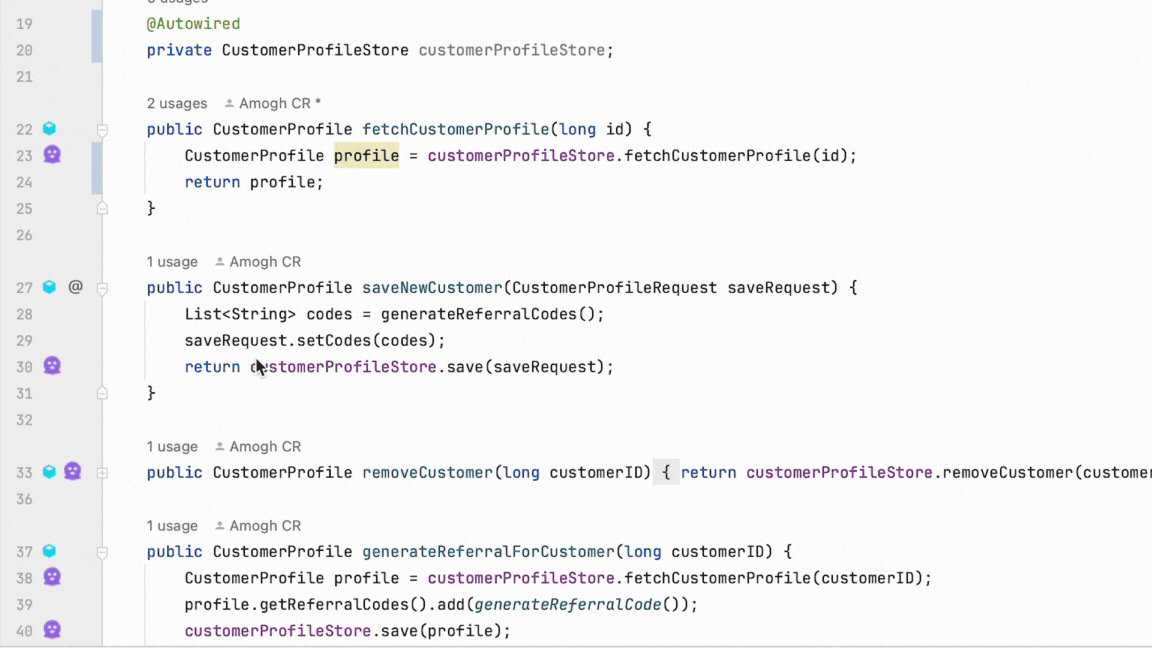 19 @Autowired
20 private CustomerProfileStore customerProfileStore;
21
2 usages Amogh CR *
22 public CustomerProfile fetchCustomerProfile(long id) {
23 CustomerProfile profile = customerProfileStore.fetchCustomerProfile(id);
24 return profile;
25 }
26
1 usage Amogh CR
27 @ public CustomerProfile saveNewCustomer(CustomerProfileRequest saveRequest) {
28 List<String> codes = generateReferralCodes();
29 saveRequest.setCodes(codes);
30 return customerProfileStore.save(saveRequest);
31 }
32
1 usage Amogh CR
33 public CustomerProfile removeCustomer(long customerID) { return customerProfileStore.removeCustomer(customer
36
1 usage Amogh CR
37 public CustomerProfile generateReferralForCustomer(long customerID) {
38 CustomerProfile profile = customerProfileStore.fetchCustomerProfile(customerID);
39 profile.getReferralCodes().add(generateReferralCode());
40 customerProfileStore.save(profile);